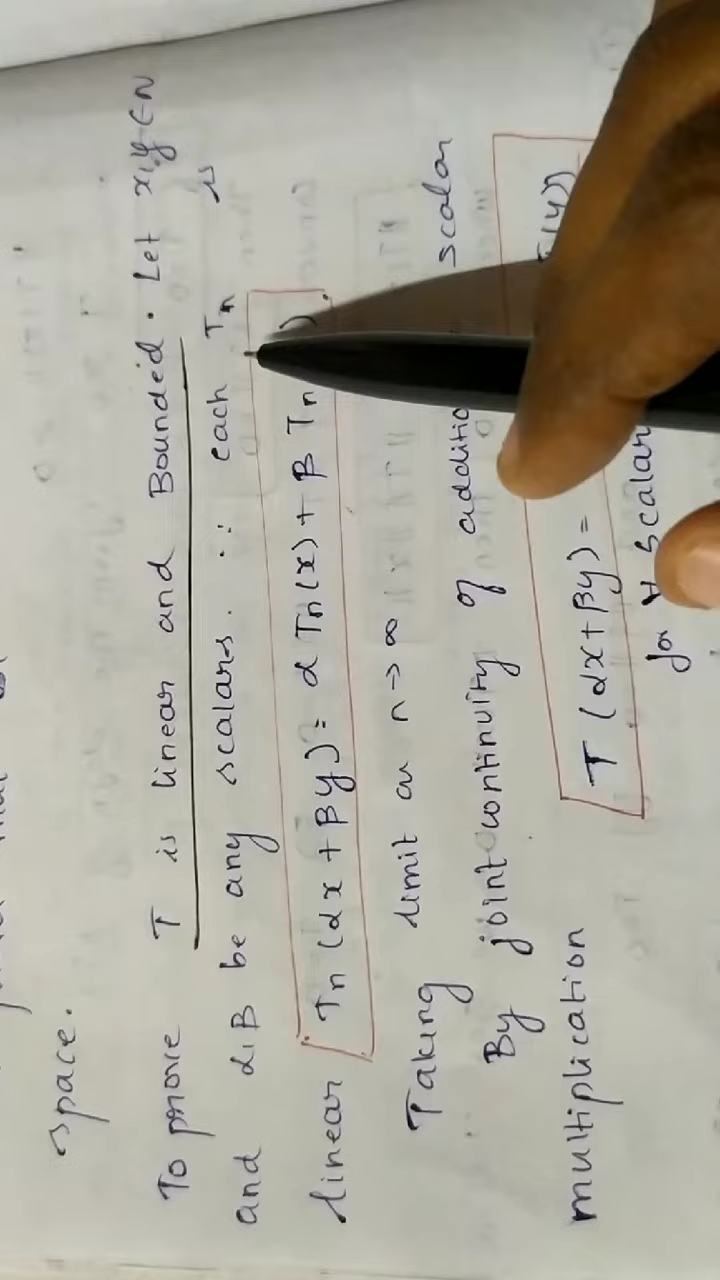 space.
To prove T is linear and Bounded. Let x,y ∈ N
and α,β be any scalars. ∵ each Tn is
linear Tn (αx + βy) = α Tn(x) + β Tn )
Taking limit as n→∞
By joint continuity of scalar
multiplication T (αx + βy) = (y)
for ∀ scalar